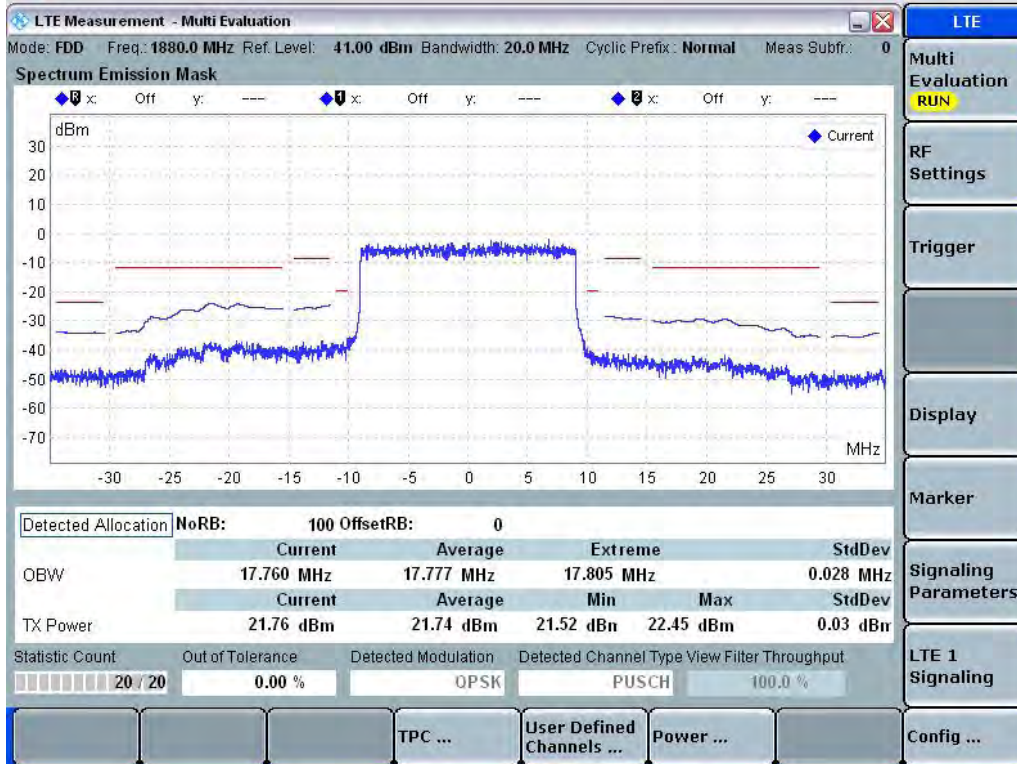 LTE Measurement - Multi Evaluation
LTE
Mode: FDD Freq.: 1880.0 MHz Ref. Level: 41.00 dBm Bandwidth: 20.0 MHz Cyclic Prefix: Normal Meas Subfr.: 0
Spectrum Emission Mask
R x: Off y: --- 1 x: Off y: --- 2 x: Off y: ---
dBm
Current
30
20
10
0
-10
-20
-30
-40
-50
-60
-70
MHz
-30 -25 -20 -15 -10 -5 0 5 10 15 20 25 30
Detected Allocation NoRB: 100 OffsetRB: 0
Current Average Extreme StdDev
OBW 17.760 MHz 17.777 MHz 17.805 MHz 0.028 MHz
Current Average Min Max StdDev
TX Power 21.76 dBm 21.74 dBm 21.52 dBm 22.45 dBm 0.03 dBm
Statistic Count Out of Tolerance Detected Modulation Detected Channel Type View Filter Throughput
20 / 20 0.00 % QPSK PUSCH 100.0 %
Multi
Evaluation
RUN
RF
Settings
Trigger
Display
Marker
Signaling
Parameters
LTE 1
Signaling
TPC ...
User Defined
Channels ...
Power ...
Config ...